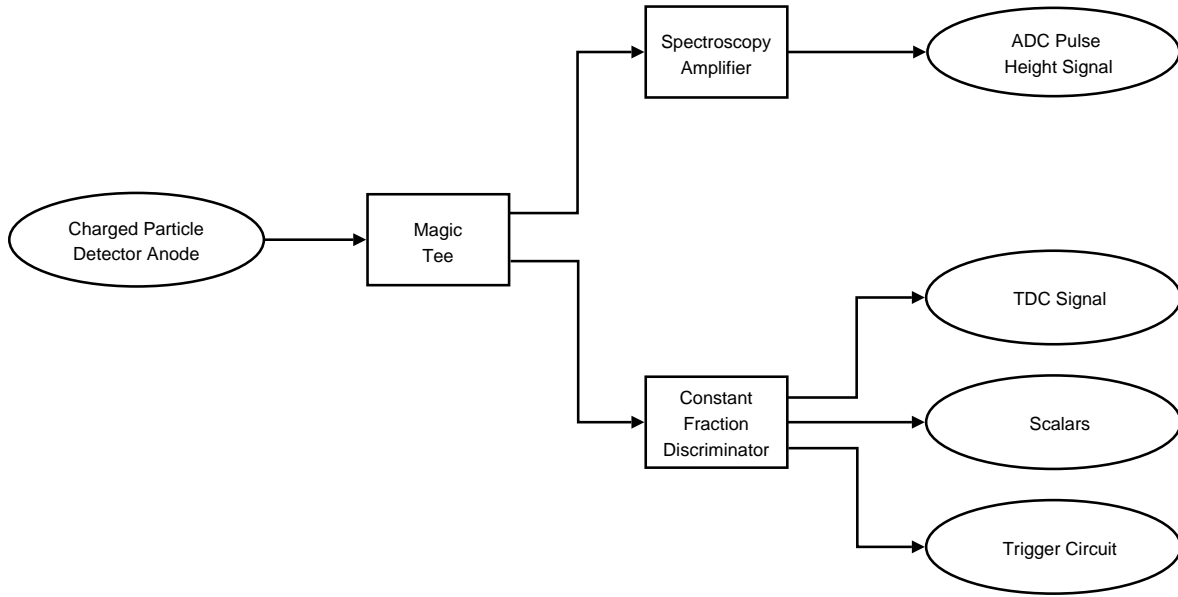 Spectroscopy
Amplifier
ADC Pulse
Height Signal
Charged Particle
Detector Anode
Magic
Tee
TDC Signal
Constant
Fraction
Discriminator
Scalars
Trigger Circuit